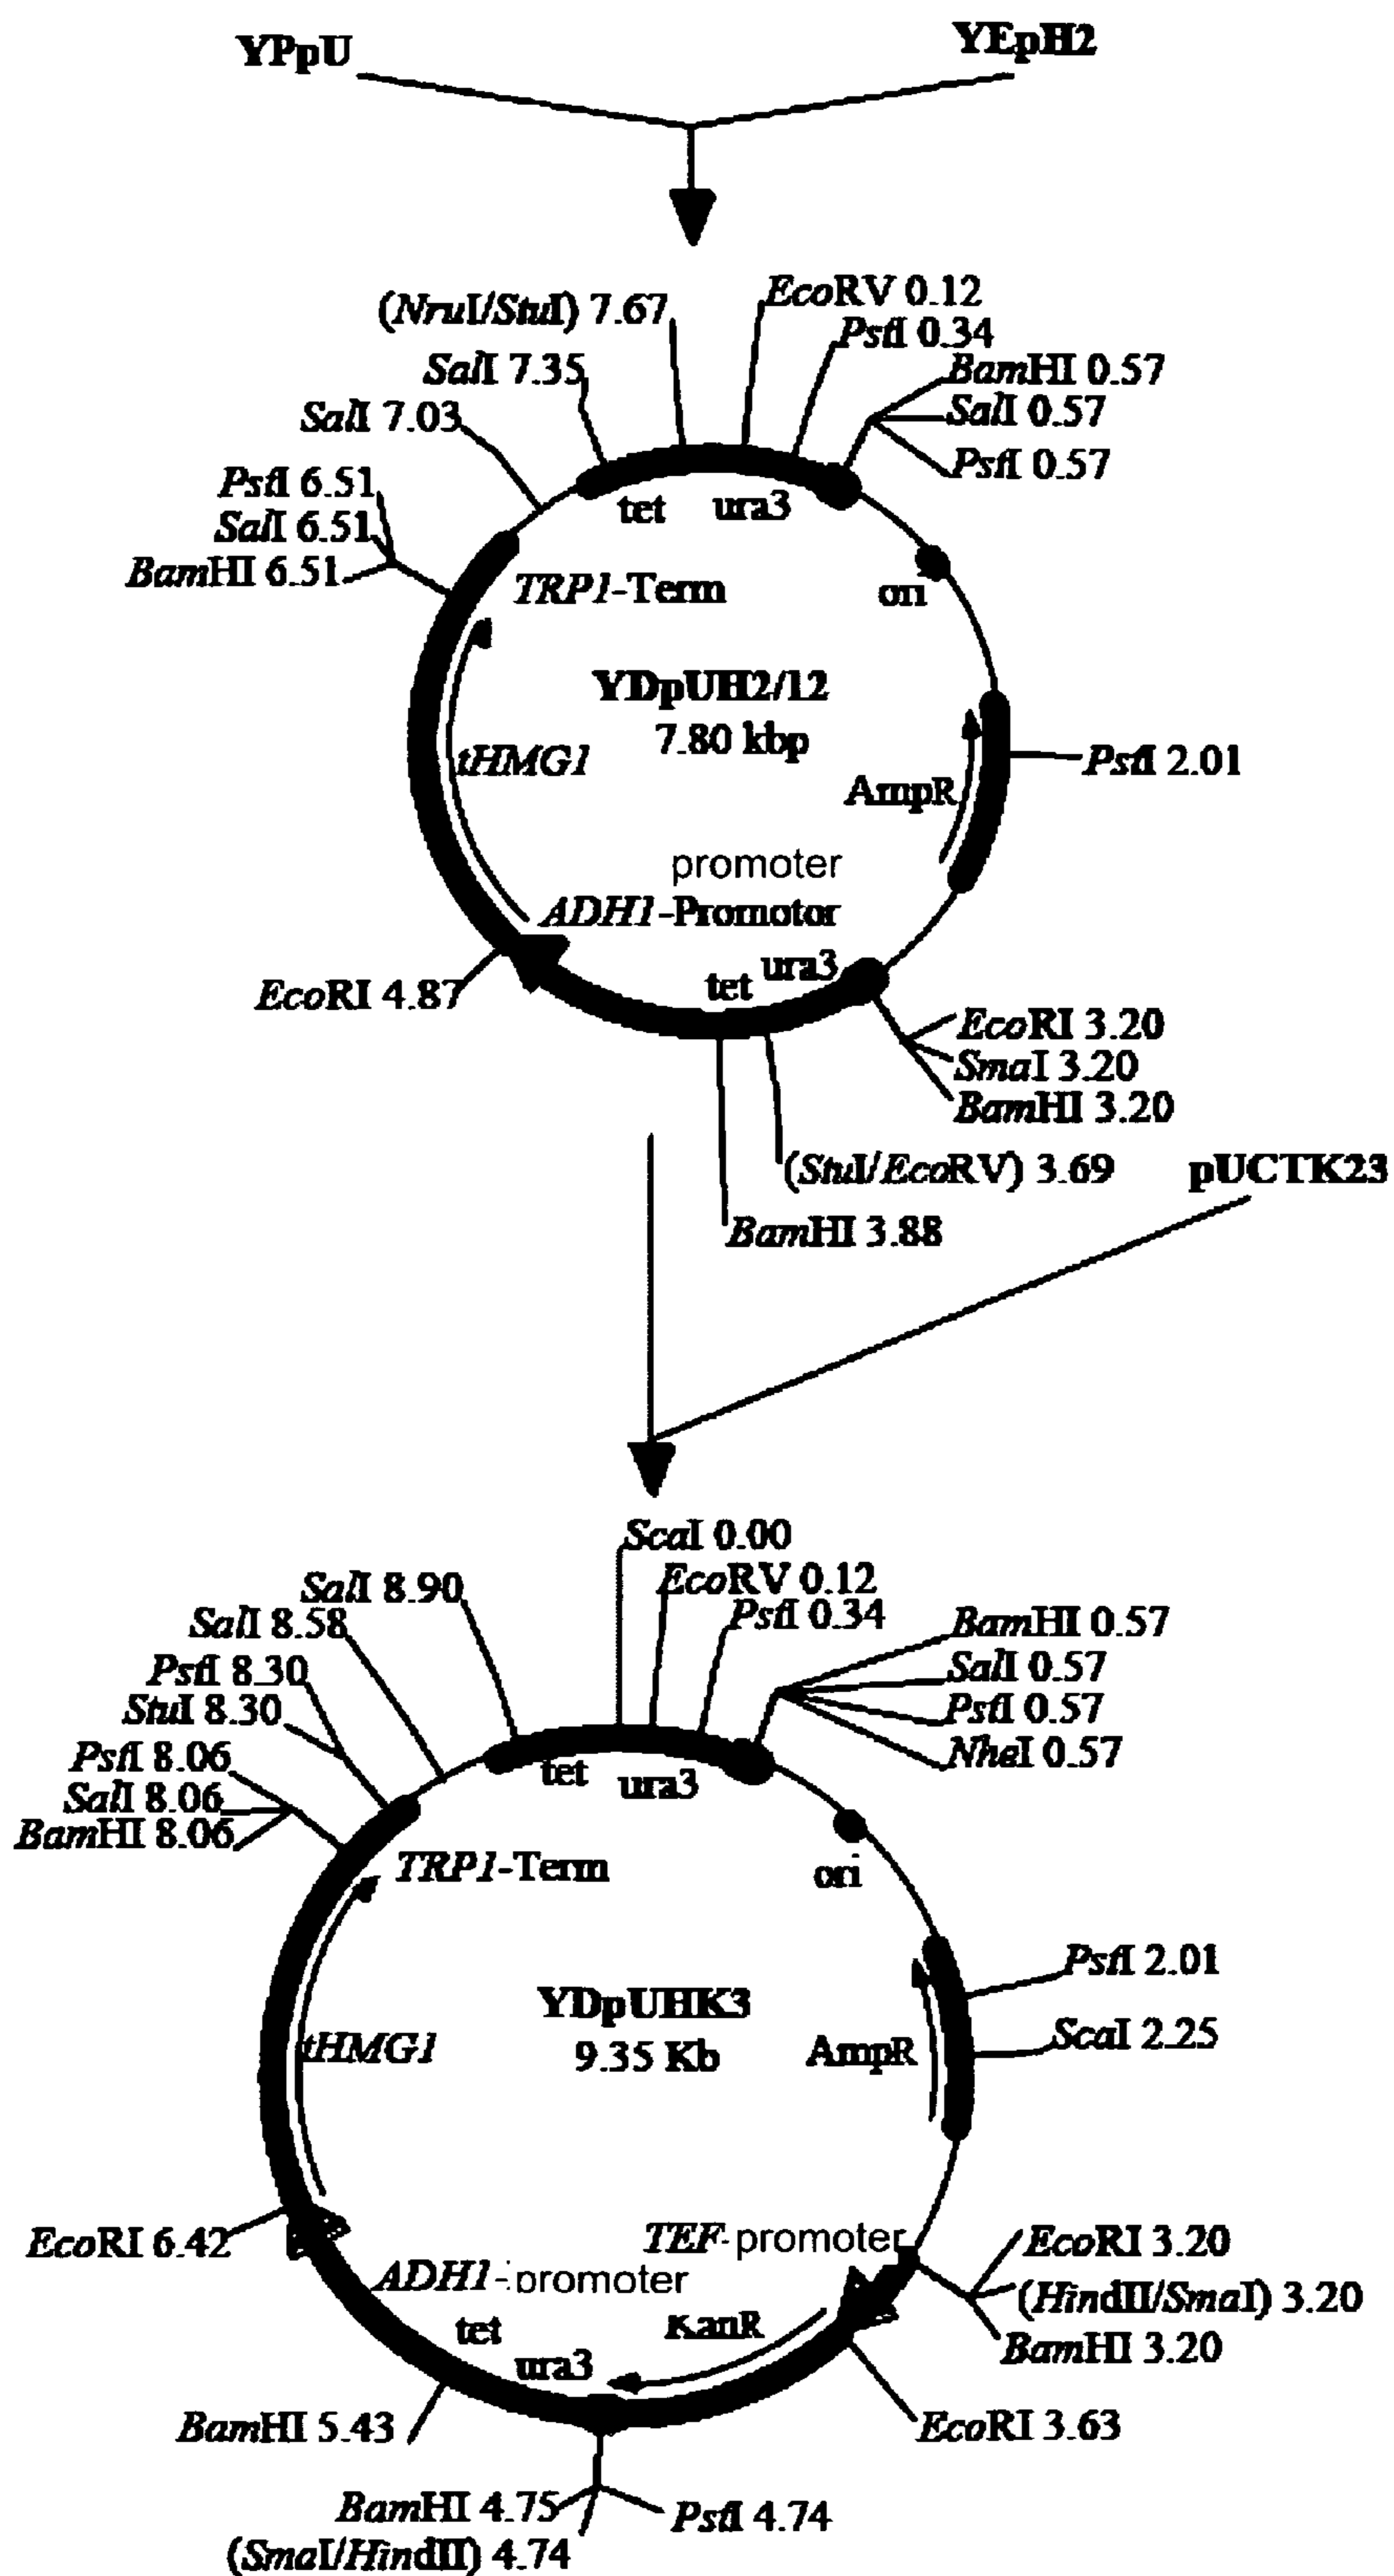 YPpU
YEpH2
(NruI/StuI) 7.67
EcoRV 0.12
PstI 0.34
SalI 7.35
BamHI 0.57
SalI 0.57
PstI 0.57
SalI 7.03
PstI 6.51
SalI 6.51
BamHI 6.51
tet
ura3
ori
TRP1-Term
YDpUH2/12
7.80 kbp
tHMG1
PstI 2.01
AmpR
promoter
ADH1-Promotor
tet
ura3
EcoRI 4.87
EcoRI 3.20
SmaI 3.20
BamHI 3.20
(StuI/EcoRV) 3.69
pUCTK23
BamHI 3.88
ScaI 0.00
EcoRV 0.12
PstI 0.34
SalI 8.90
SalI 8.58
PstI 8.30
StuI 8.30
PstI 8.06
SalI 8.06
BamHI 8.06
BamHI 0.57
SalI 0.57
PstI 0.57
NheI 0.57
tet
ura3
ori
TRP1-Term
YDpUHK3
9.35 Kb
tHMG1
PstI 2.01
ScaI 2.25
AmpR
EcoRI 6.42
TEF-promoter
ADH1-promoter
KanR
tet
ura3
EcoRI 3.20
(HindII/SmaI) 3.20
BamHI 3.20
EcoRI 3.63
BamHI 5.43
BamHI 4.75
PstI 4.74
(SmaI/HindII) 4.74